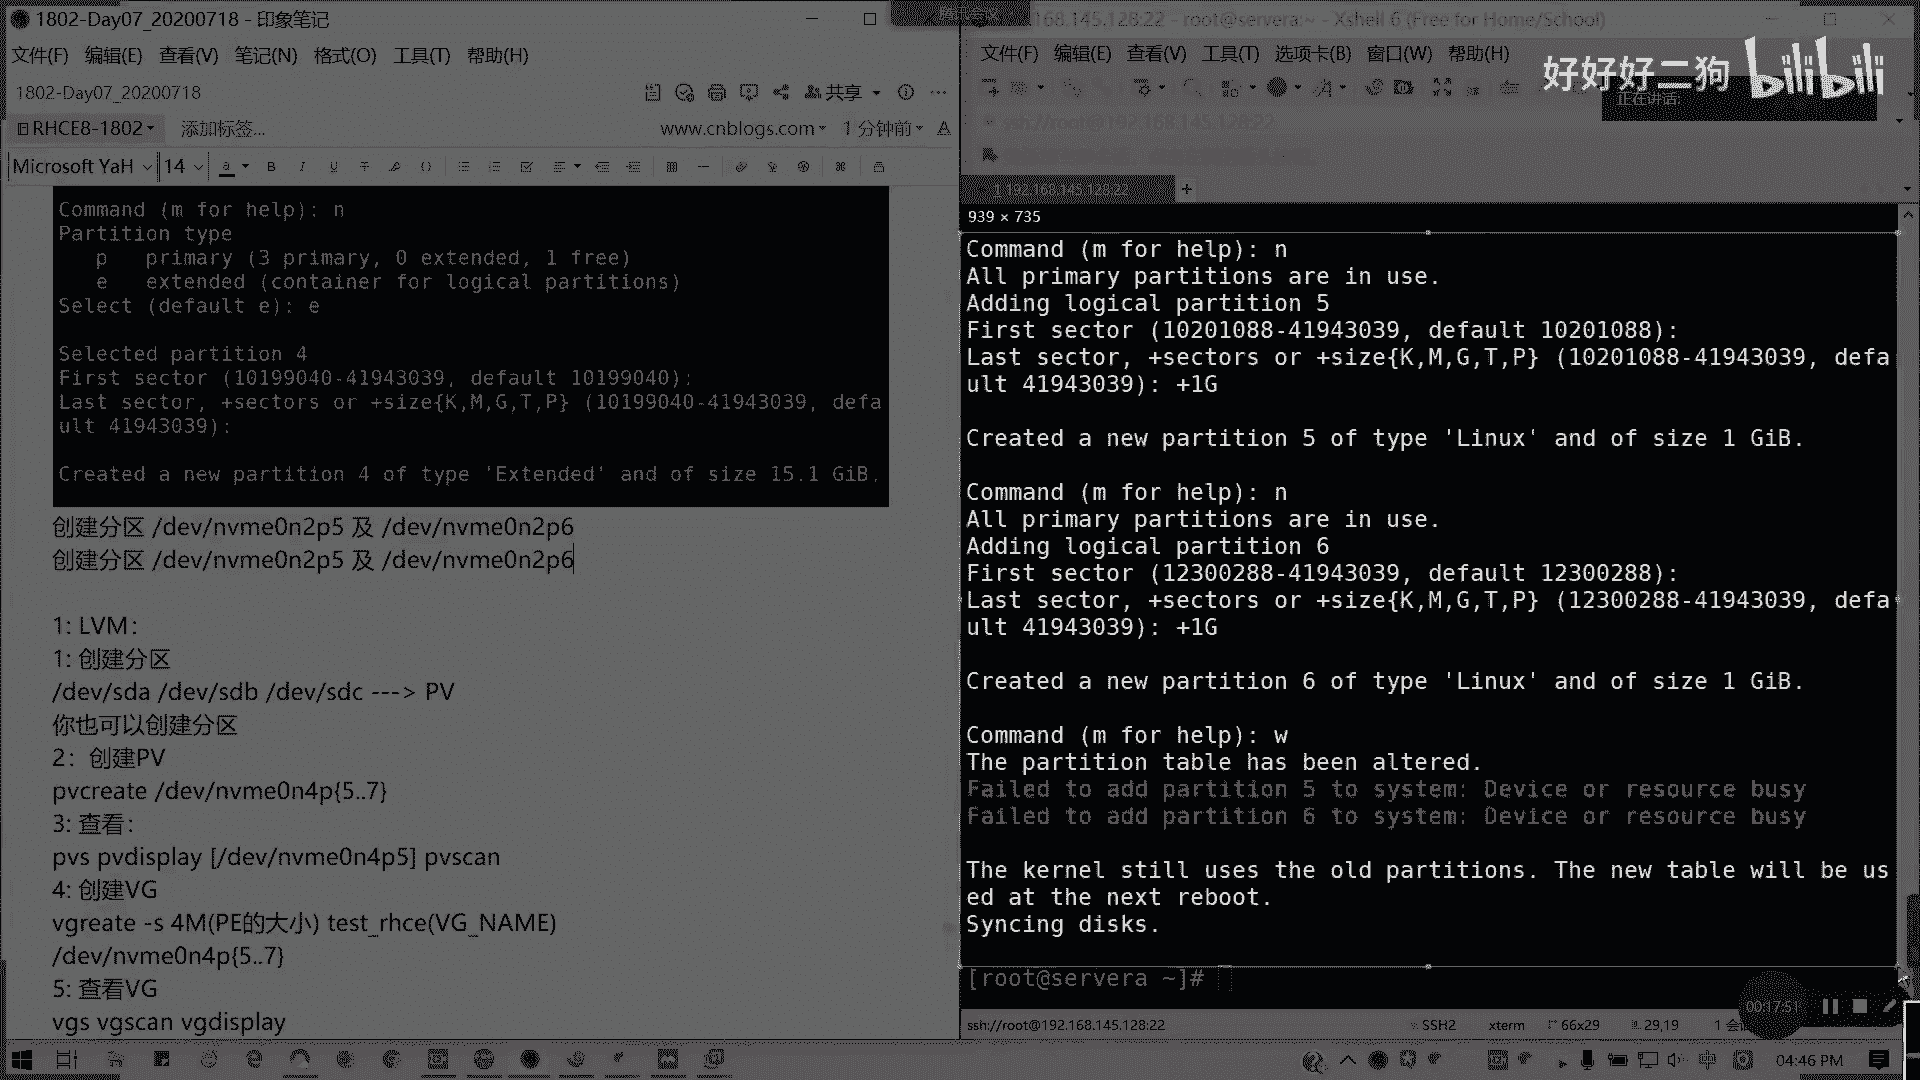 1802-Day07_20200718 - 印象笔记
文件(F) 编辑(E) 查看(V) 笔记(N) 格式(O) 工具(T) 帮助(H)
1802-Day07_20200718
共享
RHCE8-1802
添加标签...
www.cnblogs.com
1 分钟前
Microsoft YaH 14
Command (m for help): n
Partition type
p primary (3 primary, 0 extended, 1 free)
e extended (container for logical partitions)
Select (default e): e
Selected partition 4
First sector (10199040-41943039, default 10199040):
Last sector, +sectors or +size{K,M,G,T,P} (10199040-41943039, defa
ult 41943039):
Created a new partition 4 of type 'Extended' and of size 15.1 GiB.
创建分区 /dev/nvme0n2p5 及 /dev/nvme0n2p6
创建分区 /dev/nvme0n2p5 及 /dev/nvme0n2p6
1: LVM:
1: 创建分区
/dev/sda /dev/sdb /dev/sdc ---> PV
你也可以创建分区
2: 创建PV
pvcreate /dev/nvme0n4p{5..7}
3: 查看:
pvs pvdisplay [/dev/nvme0n4p5] pvscan
4: 创建VG
vgreate -s 4M(PE的大小) test_rhce(VG_NAME)
/dev/nvme0n4p{5..7}
5: 查看VG
vgs vgscan vgdisplay
168.145.128:22 - root@servera:~ - Xshell 6 (Free for Home/School)
文件(F) 编辑(E) 查看(V) 工具(T) 选项卡(B) 窗口(W) 帮助(H)
好好好二狗 bilibili
正在讲话:
ssh://root@192.168.145.128:22
1 192.168.145.128:22 +
939 × 735
Command (m for help): n
All primary partitions are in use.
Adding logical partition 5
First sector (10201088-41943039, default 10201088):
Last sector, +sectors or +size{K,M,G,T,P} (10201088-41943039, defa
ult 41943039): +1G
Created a new partition 5 of type 'Linux' and of size 1 GiB.
Command (m for help): n
All primary partitions are in use.
Adding logical partition 6
First sector (12300288-41943039, default 12300288):
Last sector, +sectors or +size{K,M,G,T,P} (12300288-41943039, defa
ult 41943039): +1G
Created a new partition 6 of type 'Linux' and of size 1 GiB.
Command (m for help): w
The partition table has been altered.
Failed to add partition 5 to system: Device or resource busy
Failed to add partition 6 to system: Device or resource busy
The kernel still uses the old partitions. The new table will be us
ed at the next reboot.
Syncing disks.
[root@servera ~]#
00:17:51
ssh://root@192.168.145.128:22 SSH2 xterm 66x29 29,19
中 04:46 PM